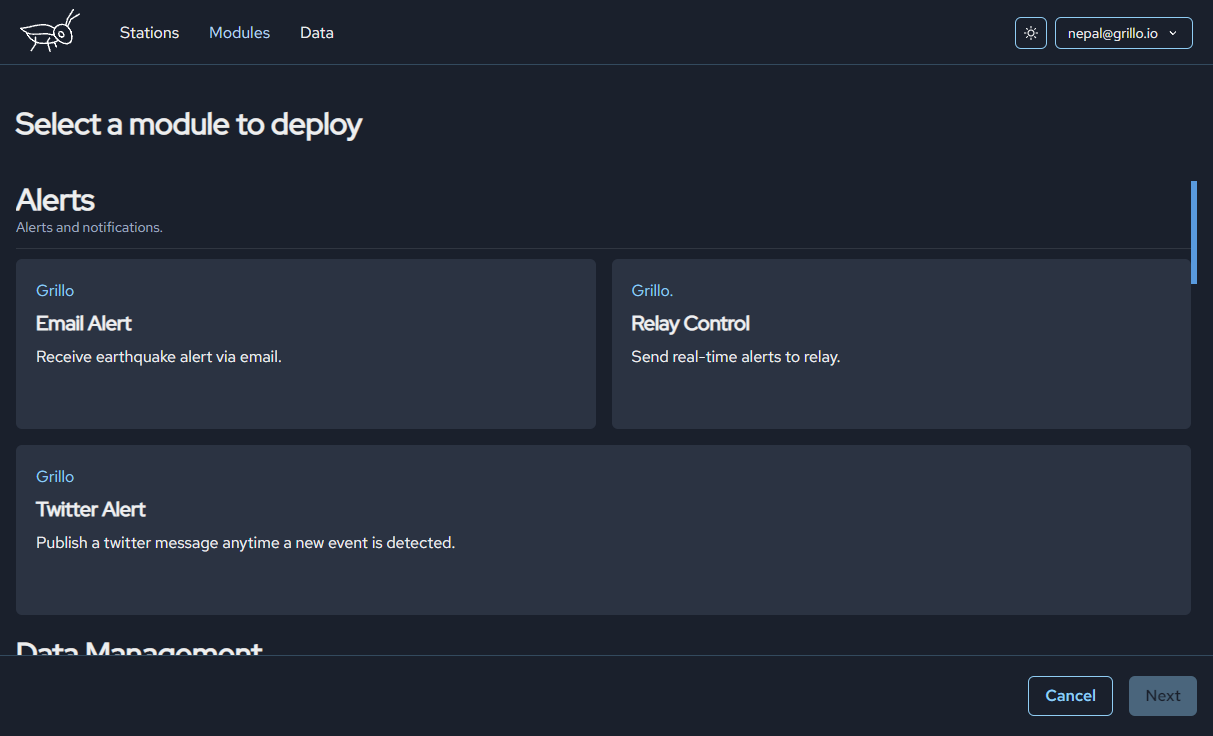 Stations Modules Data nepal@grillo.io
Select a module to deploy
Alerts
Alerts and notifications.
Grillo
Email Alert
Receive earthquake alert via email.
Grillo.
Relay Control
Send real-time alerts to relay.
Grillo
Twitter Alert
Publish a twitter message anytime a new event is detected.
Data Management
Cancel Next